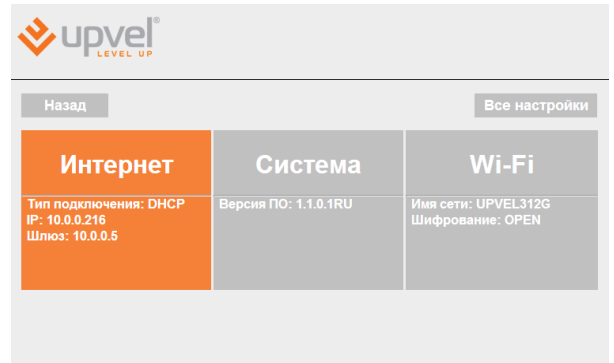 upvel®
LEVEL UP
Назад
Все настройки
Интернет
Система
Wi-Fi
Тип подключения: DHCP
IP: 10.0.0.216
Шлюз: 10.0.0.5
Версия ПО: 1.1.0.1RU
Имя сети: UPVEL312G
Шифрование: OPEN